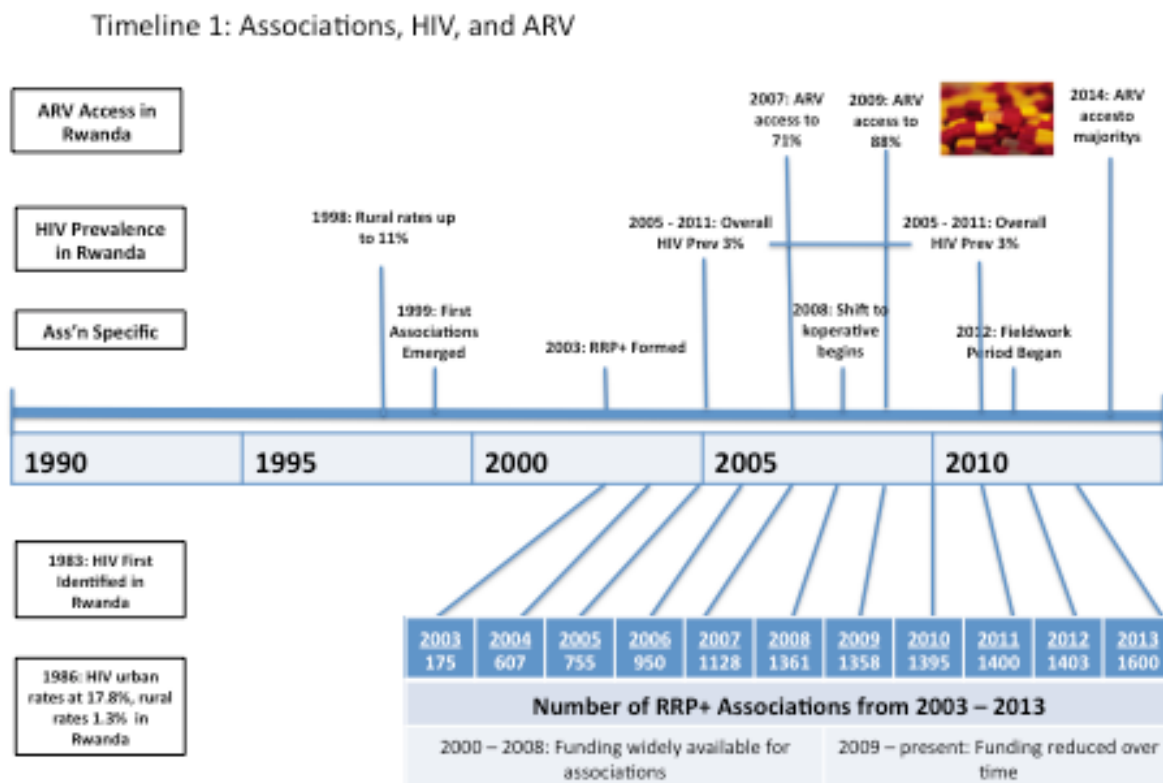 Timeline 1: Associations, HIV, and ARV
ARV Access in
Rwanda
2007: ARV
access to
71%
2009: ARV
access to
88%
2014: ARV
accesto
majoritys
HIV Prevalence
in Rwanda
1998: Rural rates up
to 11%
2005 - 2011: Overall
HIV Prev 3%
2005 - 2011: Overall
HIV Prev 3%
Ass'n Specific
1999: First
Associations
Emerged
2003: RRP+ Formed
2008: Shift to
koperative
begins
2012: Fieldwork
Period Began
1990
1995
2000
2005
2010
1983: HIV First
Identified in
Rwanda
1986: HIV urban
rates at 17.8%, rural
rates 1.3% in
Rwanda
2003 2004 2005 2006 2007 2008 2009 2010 2011 2012 2013
175 607 755 950 1128 1361 1358 1395 1400 1403 1600
Number of RRP+ Associations from 2003 – 2013
2000 – 2008: Funding widely available for
associations
2009 – present: Funding reduced over
time